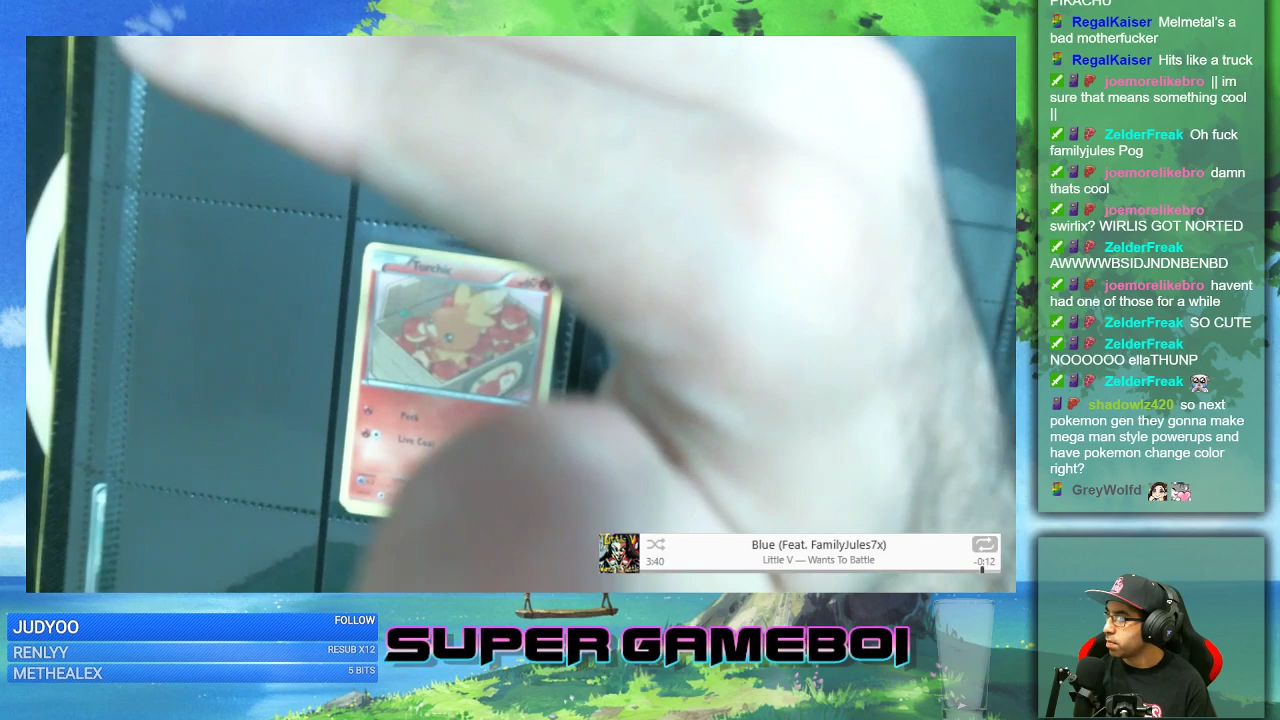 PIKACHU
RegalKaiser Melmetal's a
bad motherfucker
RegalKaiser Hits like a truck
joemorelikebro || im
sure that means something cool
||
ZelderFreak Oh fuck
familyjules Pog
joemorelikebro damn
thats cool
joemorelikebro
swirlix? WIRLIS GOT NORTED
ZelderFreak
AWWWWBSIDJNDNBENBD
joemorelikebro havent
had one of those for a while
ZelderFreak SO CUTE
ZelderFreak
NOOOOOO ellaTHUNP
ZelderFreak
shadowlz420 so next
pokemon gen they gonna make
mega man style powerups and
have pokemon change color
right?
GreyWolfd
Torchic
Peck
Live Coal
Blue (Feat. FamilyJules7x)
3:40
Little V — Wants To Battle
-0:12
JUDYOO FOLLOW
RENLYY RESUB X12
METHEALEX 5 BITS
SUPER GAMEBOI